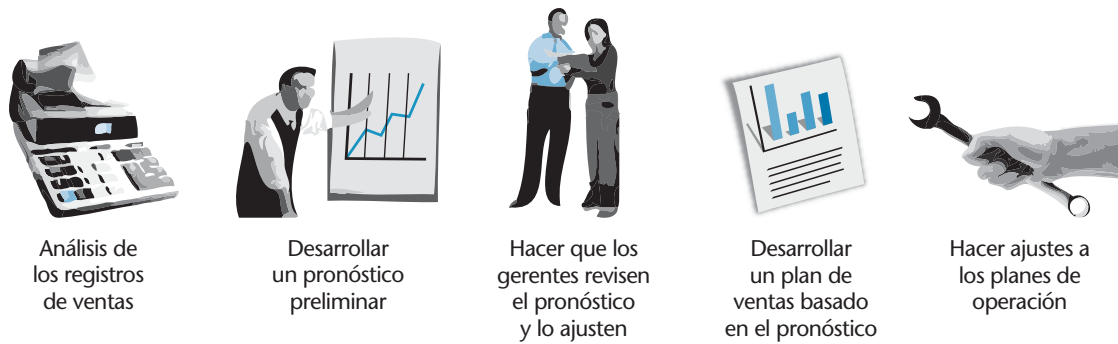 Análisis de
los registros
de ventas
Desarrollar
un pronóstico
preliminar
Hacer que los
gerentes revisen
el pronóstico
y lo ajusten
Desarrollar
un plan de
ventas basado
en el pronóstico
Hacer ajustes a
los planes de
operación